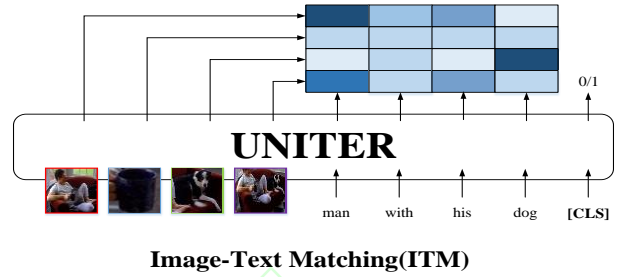 0/1
UNITER
man with his dog [CLS]
Image-Text Matching(ITM)